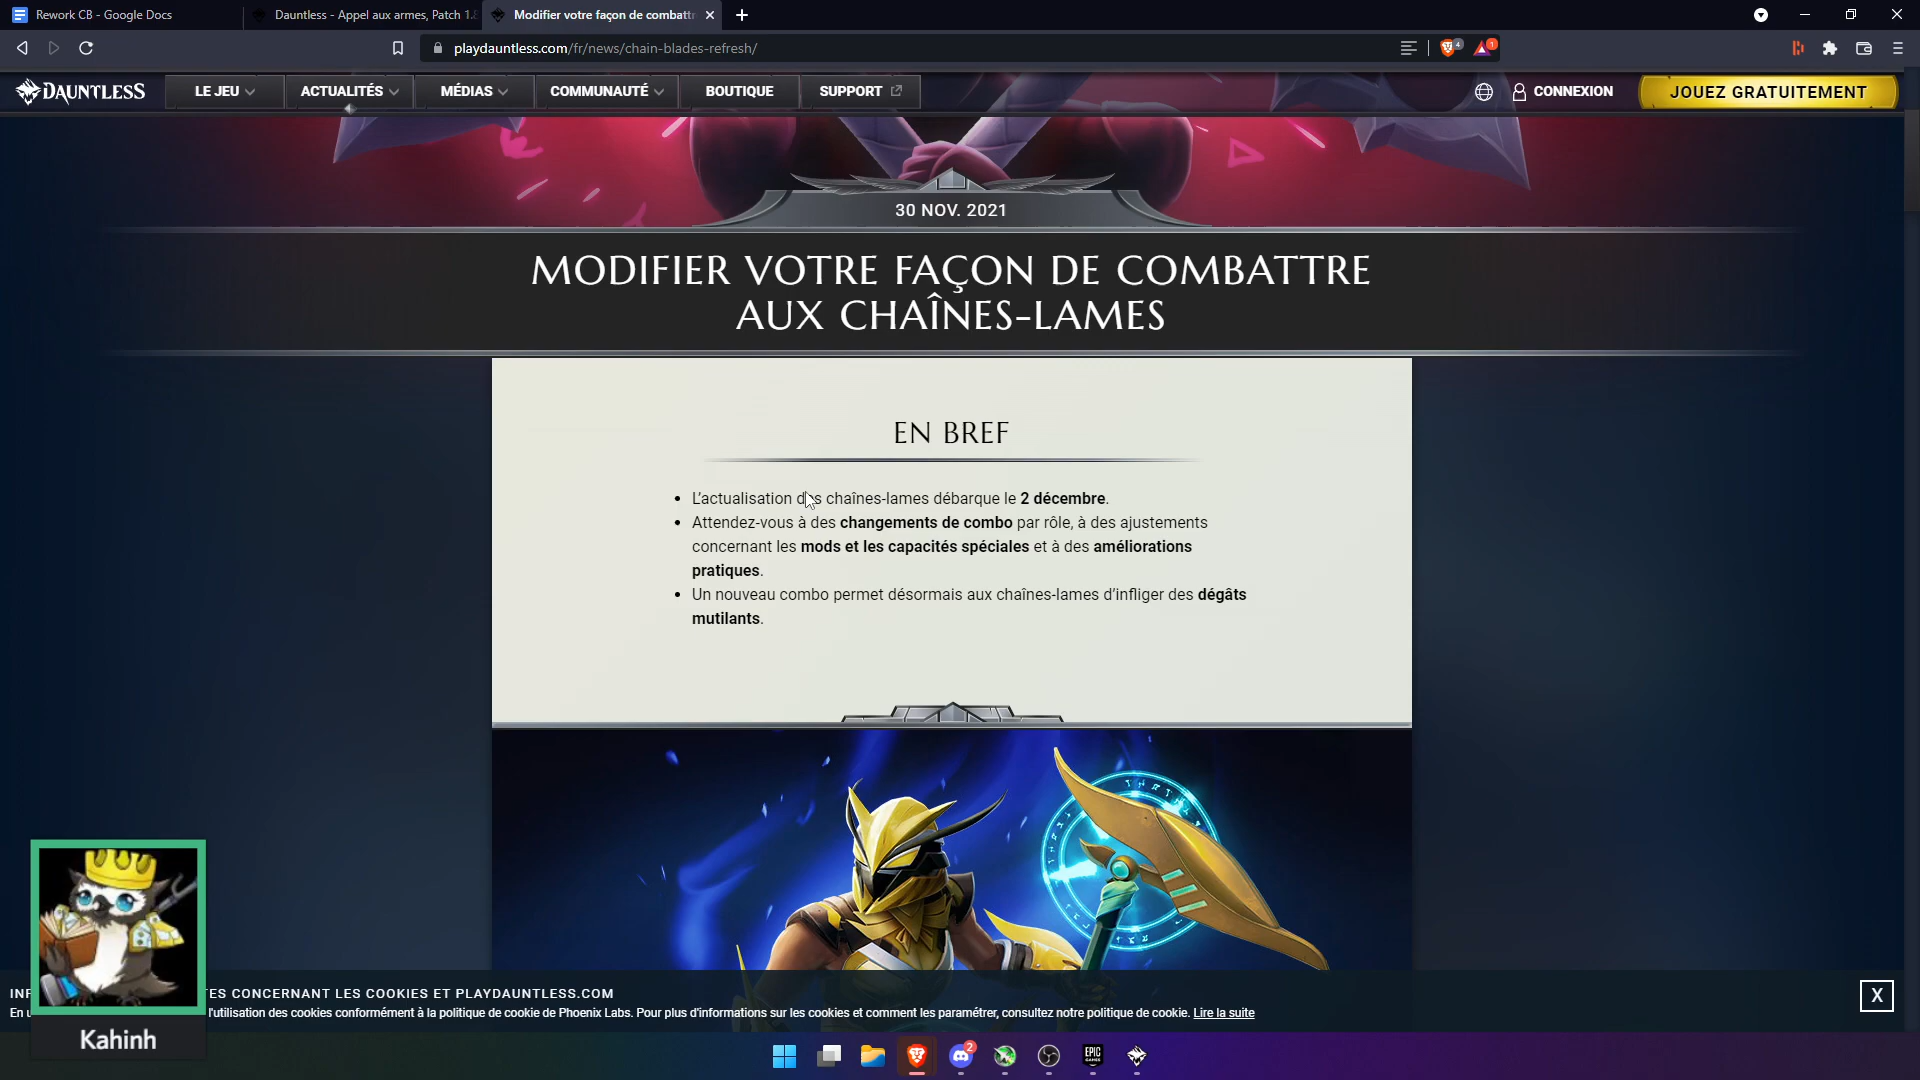 Rework CB - Google Docs
Dauntless - Appel aux armes, Patch 1.
Modifier votre façon de combatt
playdauntless.com/fr/news/chain-blades-refresh/
4
1
DAUNTLESS
LE JEU
ACTUALITÉS
MÉDIAS
COMMUNAUTÉ
BOUTIQUE
SUPPORT
CONNEXION
JOUEZ GRATUITEMENT
30 NOV. 2021
MODIFIER VOTRE FAÇON DE COMBATTRE
AUX CHAÎNES-LAMES
EN BREF
L'actualisation des chaînes-lames débarque le 2 décembre.
Attendez-vous à des changements de combo par rôle, à des ajustements
concernant les mods et les capacités spéciales et à des améliorations
pratiques.
Un nouveau combo permet désormais aux chaînes-lames d'infliger des dégâts
mutilants.
TES CONCERNANT LES COOKIES ET PLAYDAUNTLESS.COM
l'utilisation des cookies conformément à la politique de cookie de Phoenix Labs. Pour plus d'informations sur les cookies et comment les paramétrer, consultez notre politique de cookie. Lire la suite
X
Kahinh
2
EPIC
GAMES